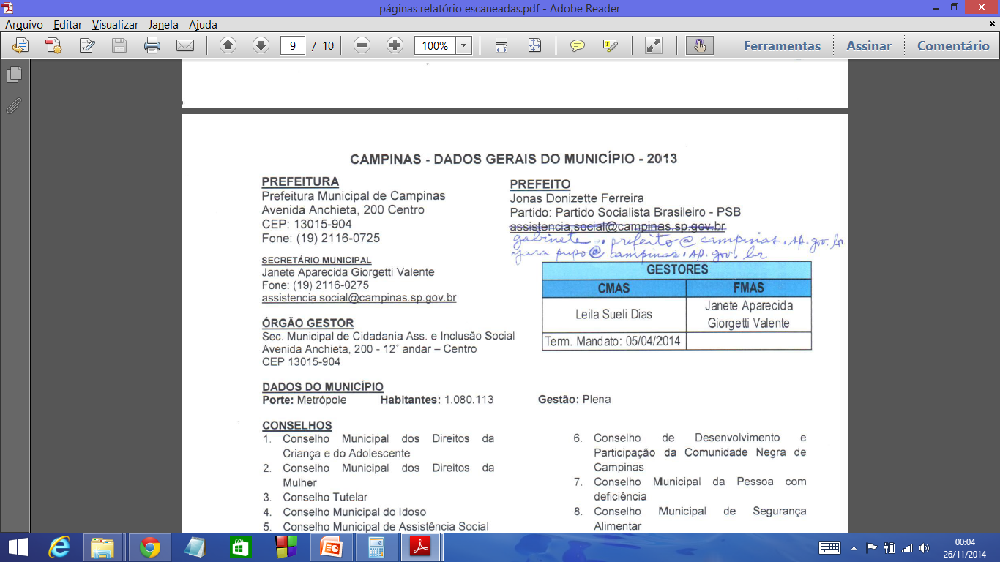 páginas relatório escaneadas.pdf - Adobe Reader
Arquivo Editar Visualizar Janela Ajuda
9 / 10 100% Ferramentas Assinar Comentário
CAMPINAS - DADOS GERAIS DO MUNICÍPIO - 2013
PREFEITURA
Prefeitura Municipal de Campinas
Avenida Anchieta, 200 Centro
CEP: 13015-904
Fone: (19) 2116-0725
PREFEITO
Jonas Donizette Ferreira
Partido: Partido Socialista Brasileiro - PSB
assistencia.social@campinas.sp.gov.br
gabinete.prefeito@campinas.sp.gov.br
pupo@campinas.sp.gov.br
SECRETÁRIO MUNICIPAL
Janete Aparecida Giorgetti Valente
Fone: (19) 2116-0275
assistencia.social@campinas.sp.gov.br
GESTORES
CMAS FMAS
Leila Sueli Dias
Janete Aparecida
Giorgetti Valente
Term. Mandato: 05/04/2014
ÓRGÃO GESTOR
Sec. Municipal de Cidadania Ass. e Inclusão Social
Avenida Anchieta, 200 - 12° andar – Centro
CEP 13015-904
DADOS DO MUNICÍPIO
Porte: Metrópole Habitantes: 1.080.113 Gestão: Plena
CONSELHOS
1. Conselho Municipal dos Direitos da
Criança e do Adolescente
2. Conselho Municipal dos Direitos da
Mulher
3. Conselho Tutelar
4. Conselho Municipal do Idoso
5. Conselho Municipal de Assistência Social
6. Conselho de Desenvolvimento e
Participação da Comunidade Negra de
Campinas
7. Conselho Municipal da Pessoa com
deficiência
8. Conselho Municipal de Segurança
Alimentar
00:04
26/11/2014